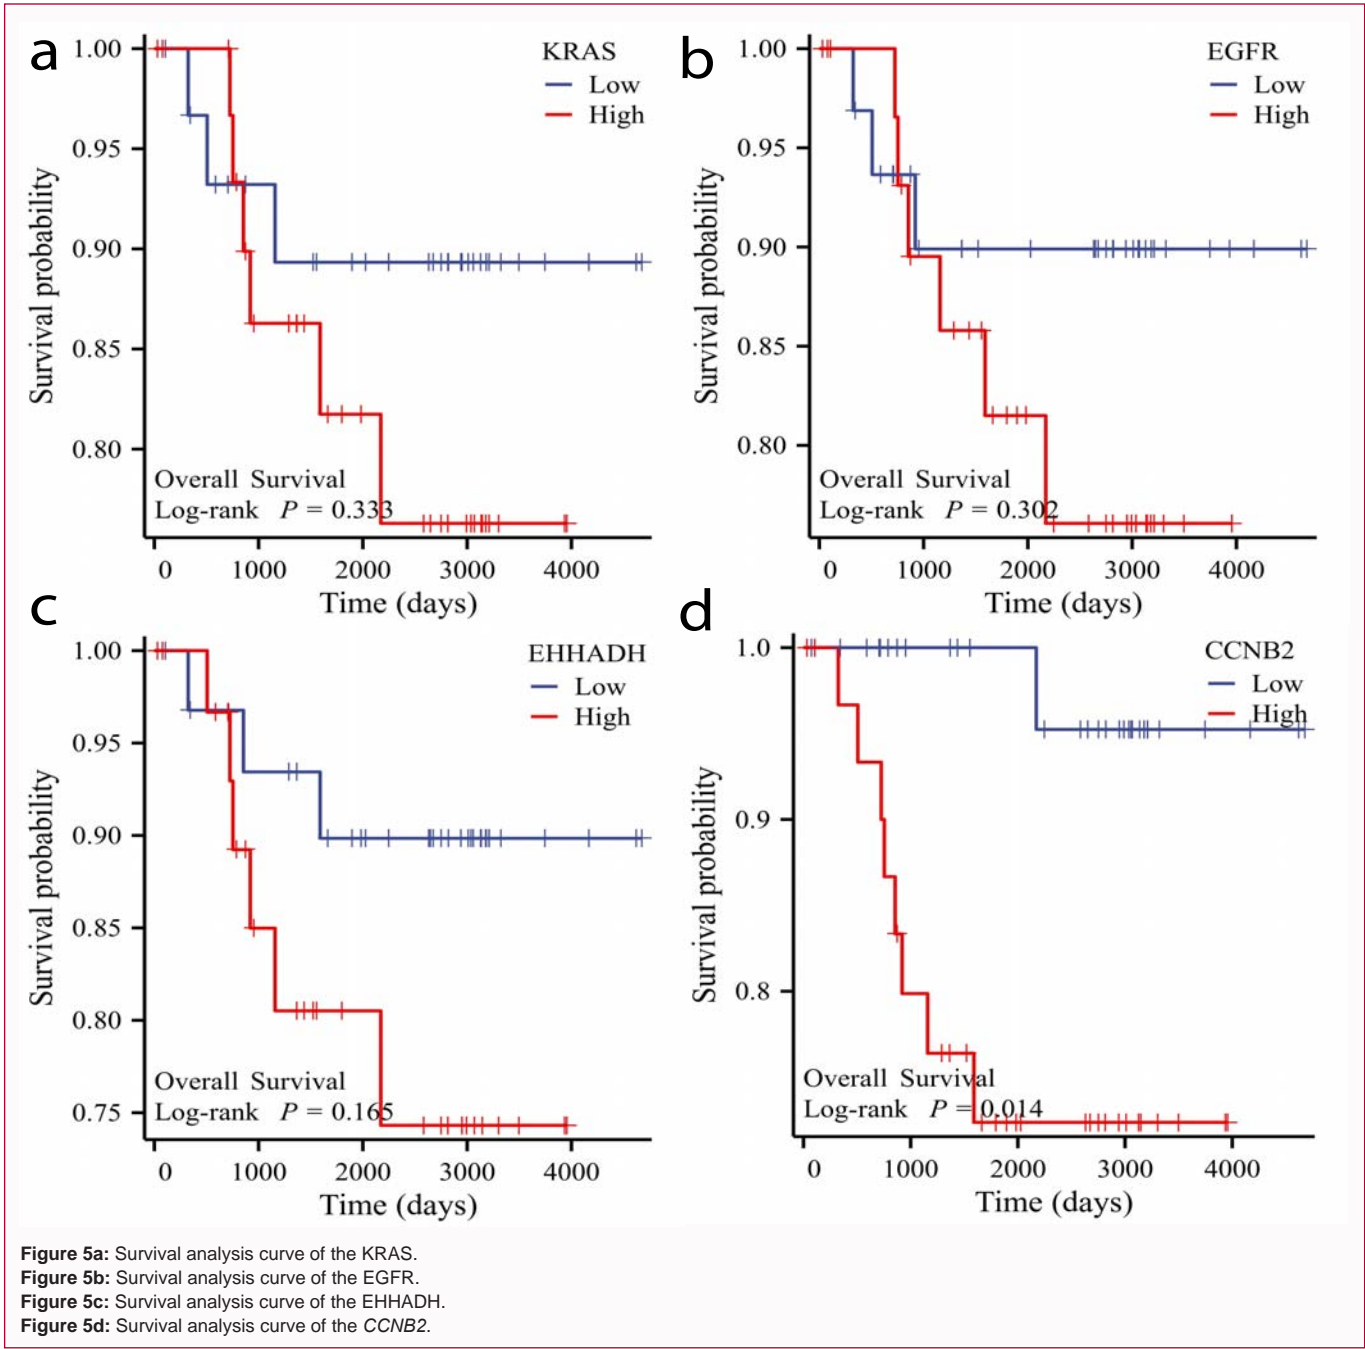 a
KRAS
Low
High
1.00
0.95
0.90
0.85
0.80
Survival probability
Overall Survival
Log-rank P = 0.333
0 1000 2000 3000 4000
Time (days)
b
EGFR
Low
High
1.00
0.95
0.90
0.85
0.80
Survival probability
Overall Survival
Log-rank P = 0.302
0 1000 2000 3000 4000
Time (days)
c
EHHADH
Low
High
1.00
0.95
0.90
0.85
0.80
0.75
Survival probability
Overall Survival
Log-rank P = 0.165
0 1000 2000 3000 4000
Time (days)
d
CCNB2
Low
High
1.0
0.9
0.8
Survival probability
Overall Survival
Log-rank P = 0.014
0 1000 2000 3000 4000
Time (days)
Figure 5a: Survival analysis curve of the KRAS.
Figure 5b: Survival analysis curve of the EGFR.
Figure 5c: Survival analysis curve of the EHHADH.
Figure 5d: Survival analysis curve of the CCNB2.